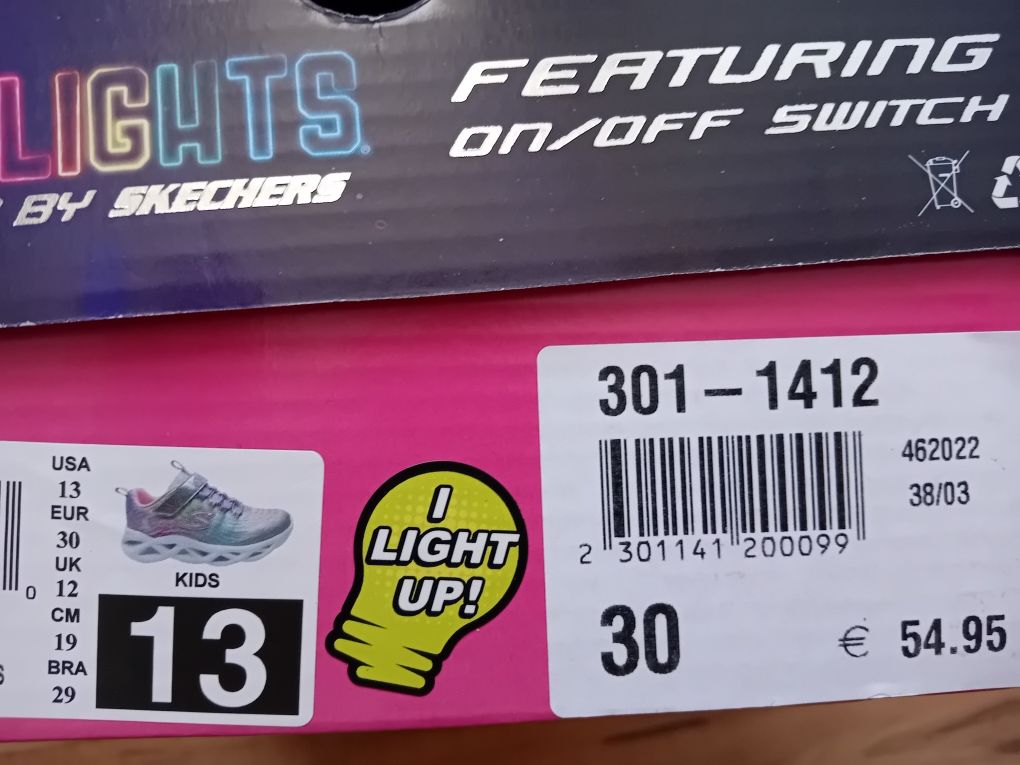 LIGHTS®
BY SKECHERS
FEATURING
ON/OFF SWITCH
301-1412
462022
38/03
2 301141 200099
30
€ 54.95
USA
13
EUR
30
UK
12
CM
19
BRA
29
0
KIDS
13
I
LIGHT
UP!